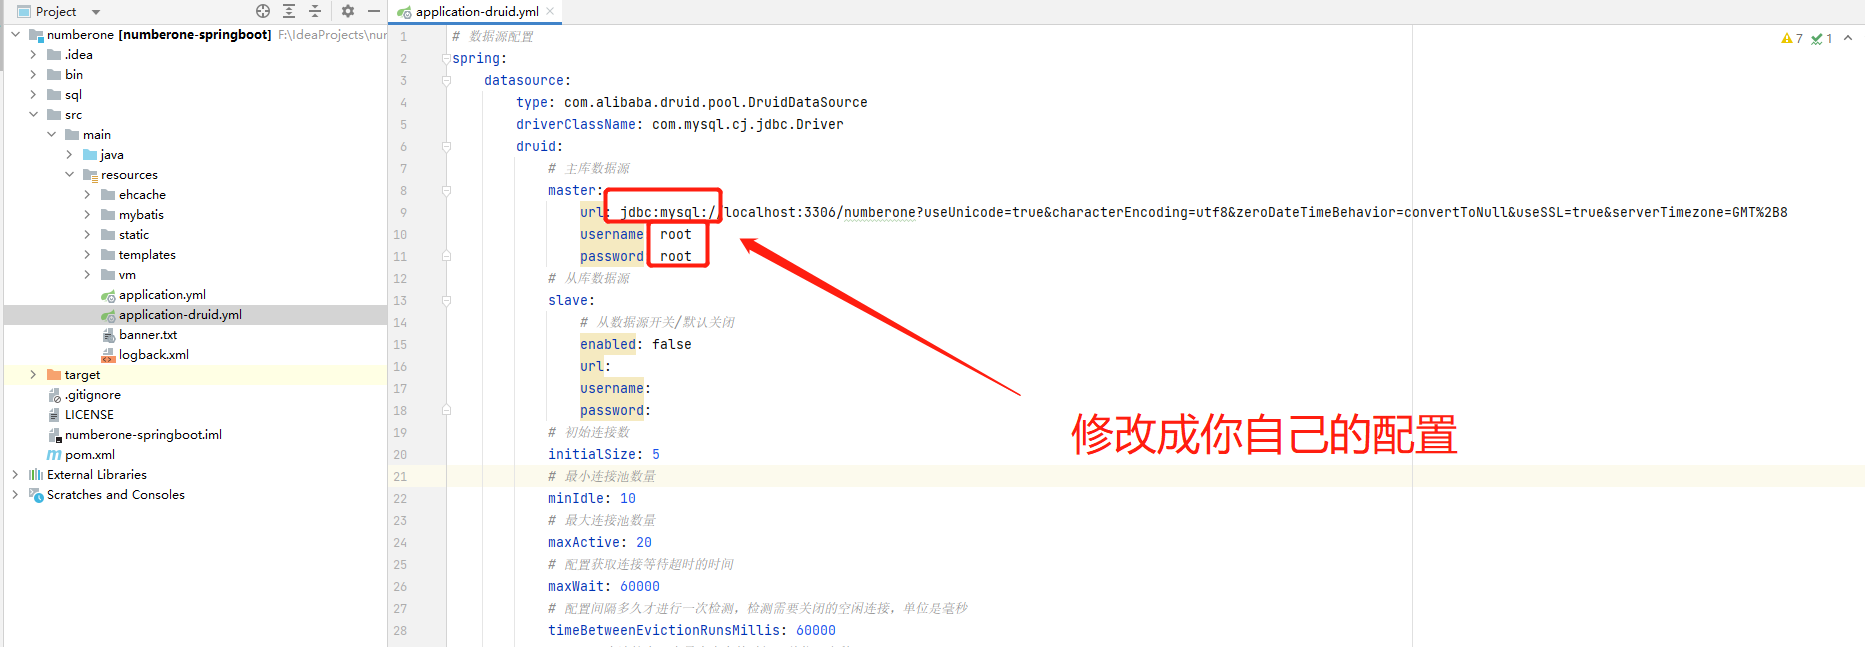 Project
application-druid.yml
numberone [numberone-springboot] F:\IdeaProjects\nur
.idea
bin
sql
src
main
java
resources
ehcache
mybatis
static
templates
vm
application.yml
application-druid.yml
banner.txt
logback.xml
target
.gitignore
LICENSE
numberone-springboot.iml
pom.xml
External Libraries
Scratches and Consoles
7 1
1 # 数据源配置
2 spring:
3 datasource:
4 type: com.alibaba.druid.pool.DruidDataSource
5 driverClassName: com.mysql.cj.jdbc.Driver
6 druid:
7 # 主库数据源
8 master:
9 url: jdbc:mysql://localhost:3306/numberone?useUnicode=true&characterEncoding=utf8&zeroDateTimeBehavior=convertToNull&useSSL=true&serverTimezone=GMT%2B8
10 username root
11 password root
12 # 从库数据源
13 slave:
14 # 从数据源开关/默认关闭
15 enabled: false
16 url:
17 username:
18 password:
19 # 初始连接数
20 initialSize: 5
21 # 最小连接池数量
22 minIdle: 10
23 # 最大连接池数量
24 maxActive: 20
25 # 配置获取连接等待超时的时间
26 maxWait: 60000
27 # 配置间隔多久才进行一次检测，检测需要关闭的空闲连接，单位是毫秒
28 timeBetweenEvictionRunsMillis: 60000
修改成你自己的配置